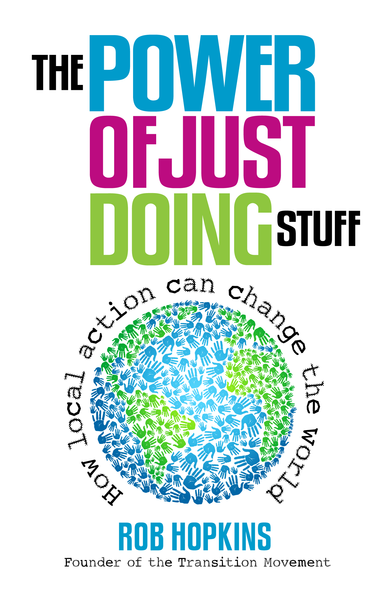 THE POWER
OF JUST
DOING STUFF
How local action can change the world
ROB HOPKINS
Founder of the Transition Movement